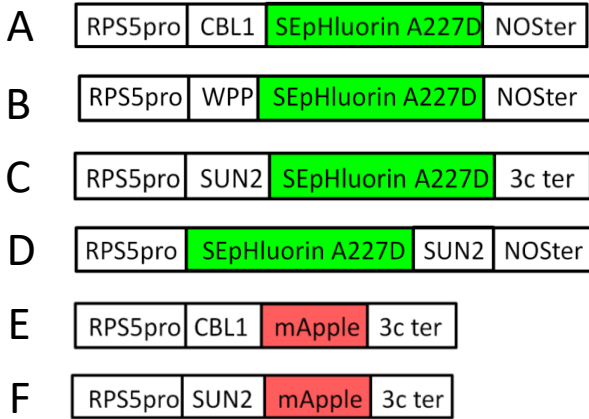 A RPS5pro CBL1 SEpHluorin A227D NOSter
B RPS5pro WPP SEpHluorin A227D NOSter
C RPS5pro SUN2 SEpHluorin A227D 3c ter
D RPS5pro SEpHluorin A227D SUN2 NOSter
E RPS5pro CBL1 mApple 3c ter
F RPS5pro SUN2 mApple 3c ter